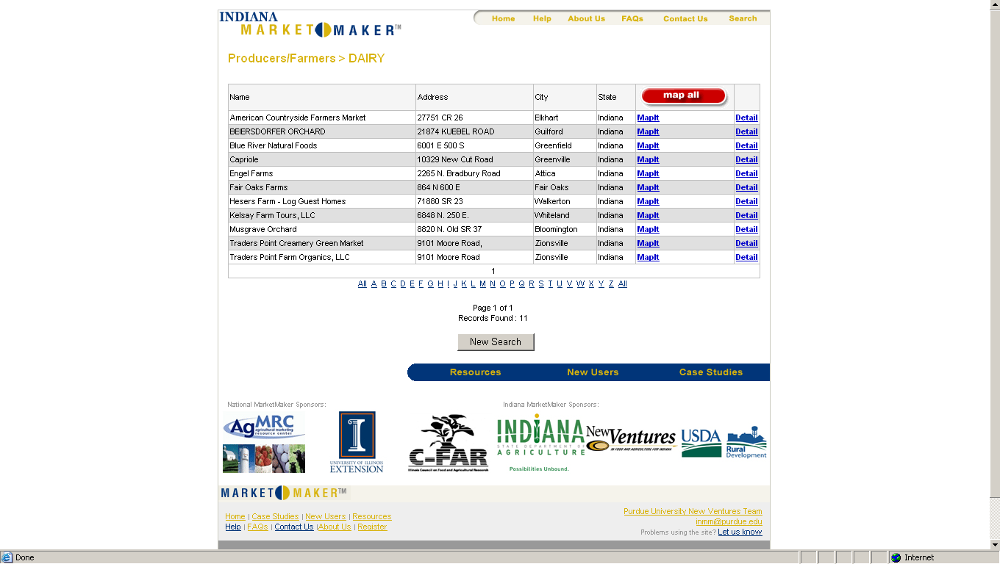 INDIANA
MARKET MAKER™
Home Help About Us FAQs Contact Us Search
Producers/Farmers > DAIRY
Name Address City State map all
American Countryside Farmers Market 27751 CR 26 Elkhart Indiana MapIt Detail
BEIERSDORFER ORCHARD 21874 KUEBEL ROAD Guilford Indiana MapIt Detail
Blue River Natural Foods 6001 E 500 S Greenfield Indiana MapIt Detail
Capriole 10329 New Cut Road Greenville Indiana MapIt Detail
Engel Farms 2265 N. Bradbury Road Attica Indiana MapIt Detail
Fair Oaks Farms 864 N 600 E Fair Oaks Indiana MapIt Detail
Hesers Farm - Log Guest Homes 71880 SR 23 Walkerton Indiana MapIt Detail
Kelsay Farm Tours, LLC 6848 N. 250 E. Whiteland Indiana MapIt Detail
Musgrave Orchard 8820 N. Old SR 37 Bloomington Indiana MapIt Detail
Traders Point Creamery Green Market 9101 Moore Road, Zionsville Indiana MapIt Detail
Traders Point Farm Organics, LLC 9101 Moore Road Zionsville Indiana MapIt Detail
1
All A B C D E F G H I J K L M N O P Q R S T U V W X Y Z All
Page 1 of 1
Records Found : 11
New Search
Resources New Users Case Studies
National MarketMaker Sponsors: Indiana MarketMaker Sponsors:
AgMRC
agricultural marketing
resource center
I
UNIVERSITY OF ILLINOIS
EXTENSION
C-FAR
Illinois Council on Food and Agricultural Research
INDIANA
STATE DEPARTMENT OF
AGRICULTURE
Possibilities Unbound.
New Ventures
IN FOOD AND AGRICULTURE FOR INDIANA
USDA
Rural
Development
MARKET MAKER™
Home | Case Studies | New Users | Resources
Help | FAQs | Contact Us |About Us | Register
Purdue University New Ventures Team
inmm@purdue.edu
Problems using the site? Let us know
Done Internet